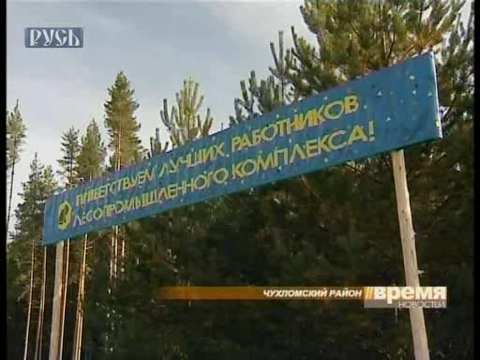 РУСЬ
ПРИВЕТСТВУЕМ ЛУЧШИХ РАБОТНИКОВ
ЛЕСОПРОМЫШЛЕННОГО КОМПЛЕКСА!
ЧУХЛОМСКИЙ РАЙОН
//время
НОВОСТЕЙ